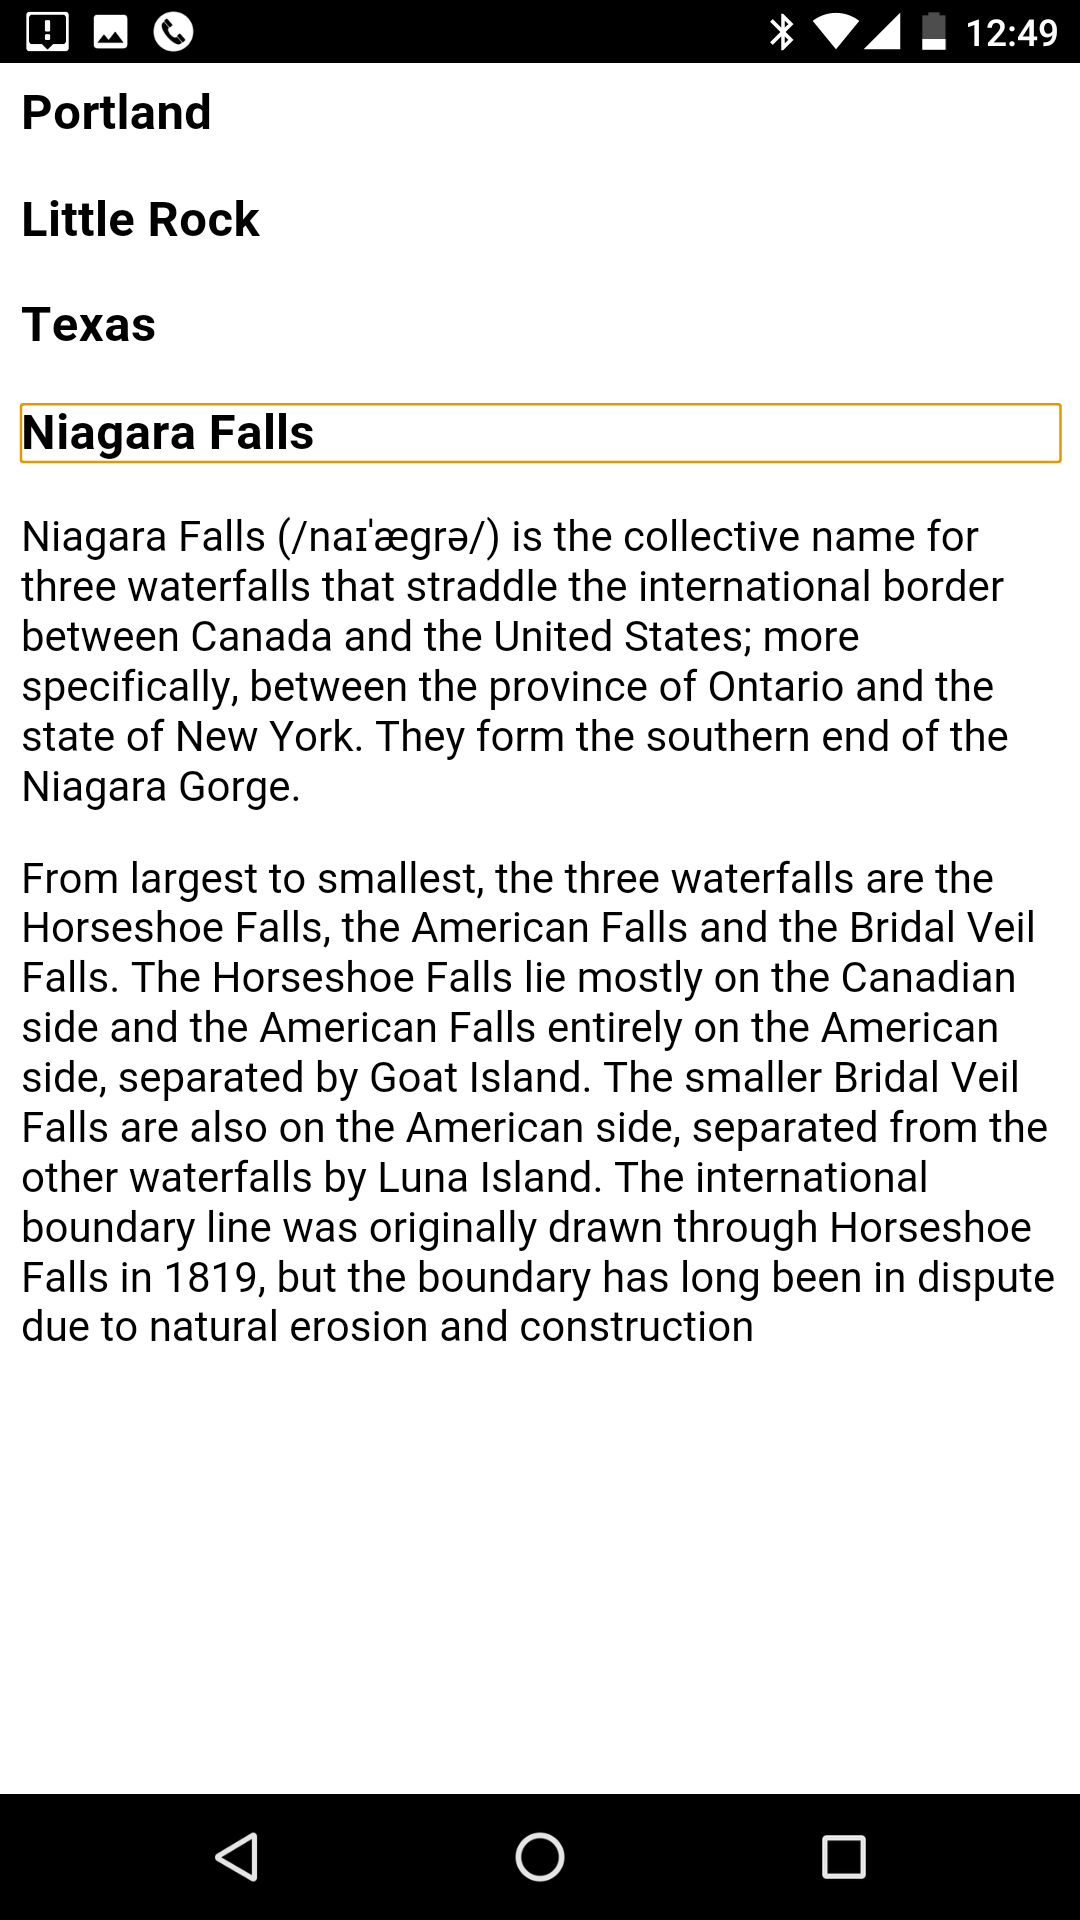 12:49
Portland
Little Rock
Texas
Niagara Falls
Niagara Falls (/naɪˈæɡrə/) is the collective name for
three waterfalls that straddle the international border
between Canada and the United States; more
specifically, between the province of Ontario and the
state of New York. They form the southern end of the
Niagara Gorge.
From largest to smallest, the three waterfalls are the
Horseshoe Falls, the American Falls and the Bridal Veil
Falls. The Horseshoe Falls lie mostly on the Canadian
side and the American Falls entirely on the American
side, separated by Goat Island. The smaller Bridal Veil
Falls are also on the American side, separated from the
other waterfalls by Luna Island. The international
boundary line was originally drawn through Horseshoe
Falls in 1819, but the boundary has long been in dispute
due to natural erosion and construction